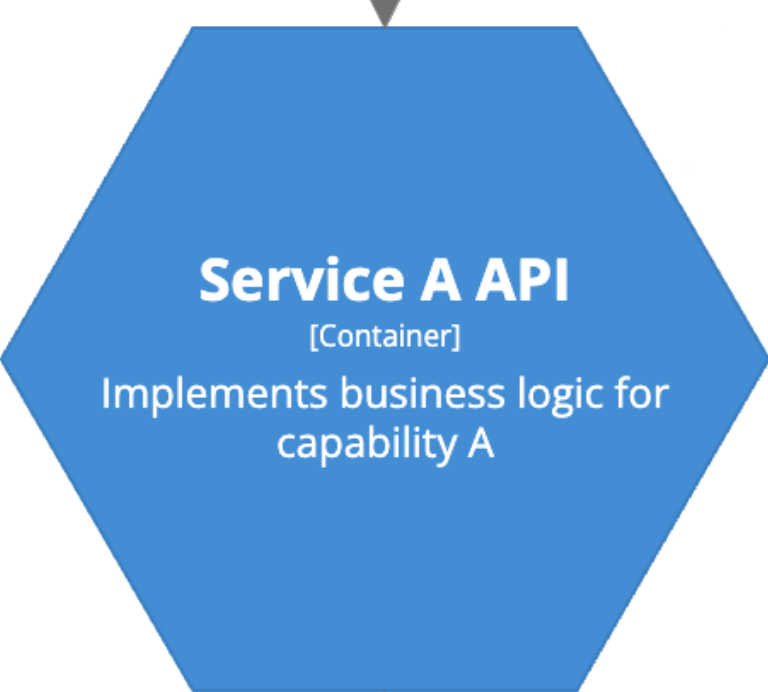 Service A API
[Container]
Implements business logic for
capability A